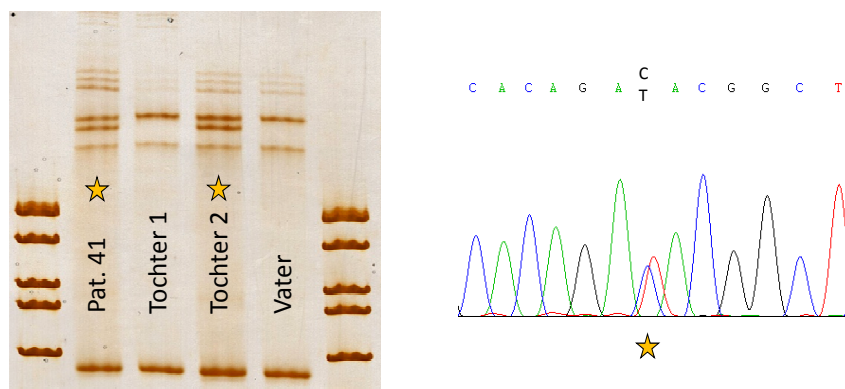 Pat. 41
Tochter 1
Tochter 2
Vater
C
C A C A G A T A C G G C T